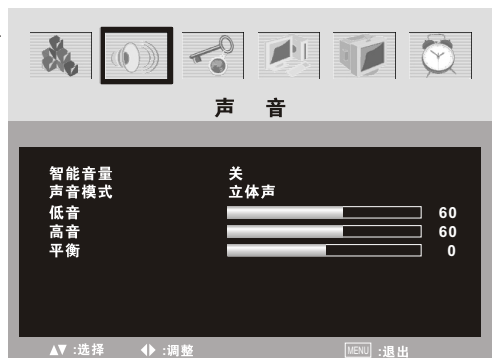 声 音
智能音量 关
声音模式 立体声
低音 60
高音 60
平衡 0
▲▼ :选择 ◀▶ :调整 MENU :退出